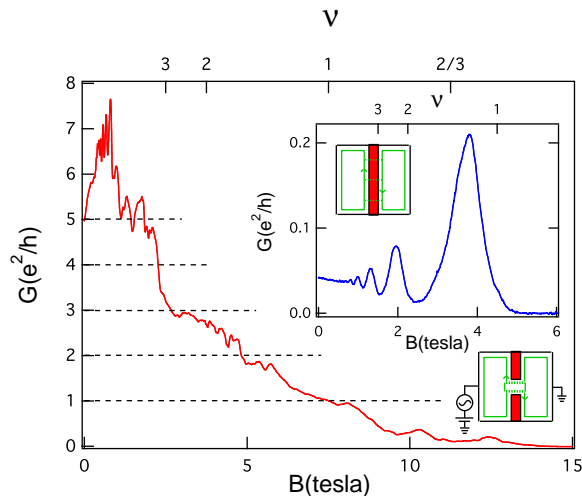 ν
3 2 1 2/3
8
7
6
5
4
3
2
1
0
G(e²/h)
0 5 10 15
B(tesla)
ν
3 2 1
0.2
0.1
0.0
G(e²/h)
0 2 4 6
B(tesla)